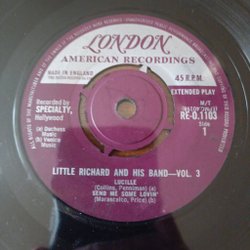 LONDON
AMERICAN RECORDINGS
MADE IN ENGLAND
45 R.P.M.
EXTENDED PLAY
Recorded by
SPECIALTY,
Hollywood
M/T
RE-O.1103
(a) Duchess
Music
(b) Venice
Music
Side
1
LITTLE RICHARD AND HIS BAND—VOL. 3
LUCILLE
(Collins, Penniman) (a)
SEND ME SOME LOVIN'
(Marascalco, Price) (b)